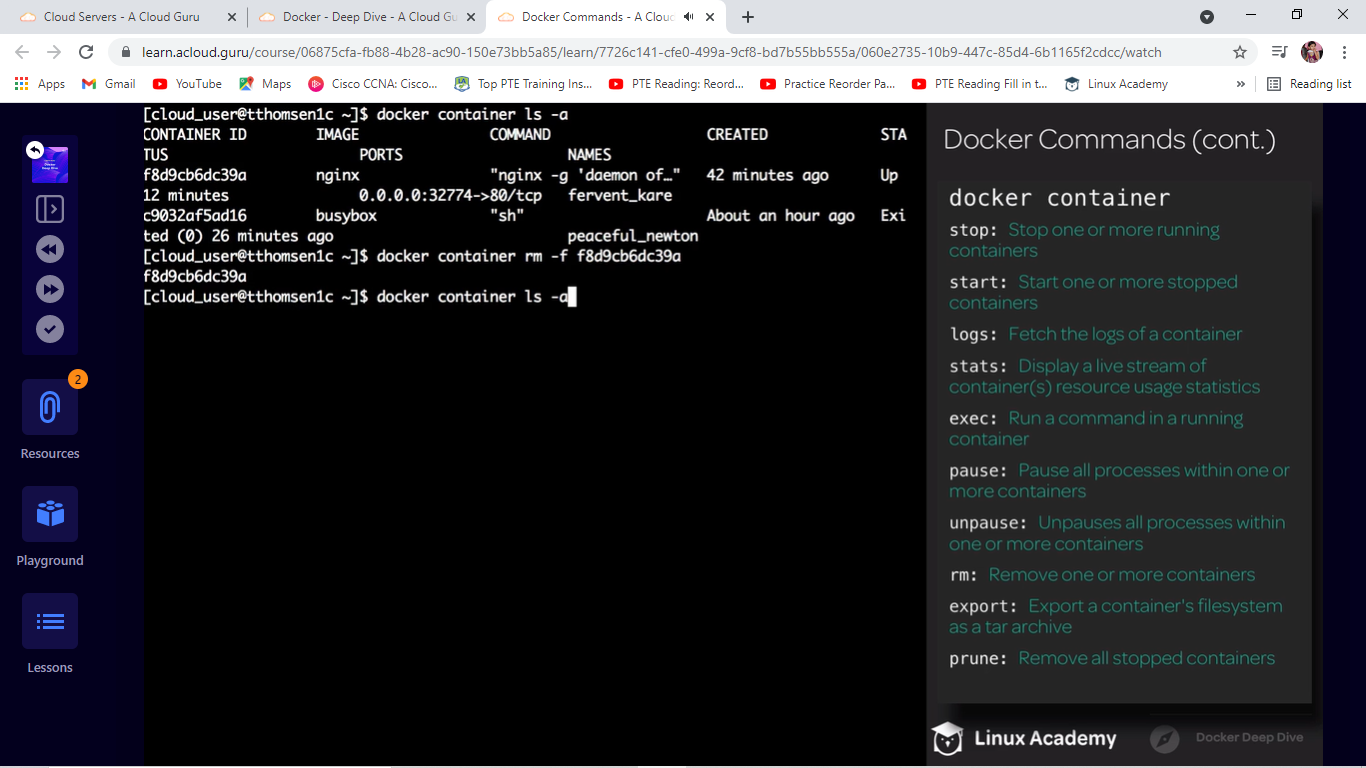 Cloud Servers - A Cloud Guru
Docker - Deep Dive - A Cloud Gu
Docker Commands - A Cloud
learn.acloud.guru/course/06875cfa-fb88-4b28-ac90-150e73bb5a85/learn/7726c141-cfe0-499a-9cf8-bd7b55bb555a/060e2735-10b9-447c-85d4-6b1165f2cdcc/watch
Apps Gmail YouTube Maps Cisco CCNA: Cisco... Top PTE Training Ins... PTE Reading: Reord... Practice Reorder Pa... PTE Reading Fill in t... Linux Academy » Reading list
[cloud_user@tthomsen1c ~]$ docker container ls -a
CONTAINER ID IMAGE COMMAND CREATED STA
TUS PORTS NAMES
f8d9cb6dc39a nginx "nginx -g 'daemon of…" 42 minutes ago Up
12 minutes 0.0.0.0:32774->80/tcp fervent_kare
c9032af5ad16 busybox "sh" About an hour ago Exi
ted (0) 26 minutes ago peaceful_newton
[cloud_user@tthomsen1c ~]$ docker container rm -f f8d9cb6dc39a
f8d9cb6dc39a
[cloud_user@tthomsen1c ~]$ docker container ls -a
Docker
Deep Dive
2
Resources
Playground
Lessons
Docker Commands (cont.)
docker container
stop: Stop one or more running
containers
start: Start one or more stopped
containers
logs: Fetch the logs of a container
stats: Display a live stream of
container(s) resource usage statistics
exec: Run a command in a running
container
pause: Pause all processes within one or
more containers
unpause: Unpauses all processes within
one or more containers
rm: Remove one or more containers
export: Export a container's filesystem
as a tar archive
prune: Remove all stopped containers
Linux Academy
Docker Deep Dive